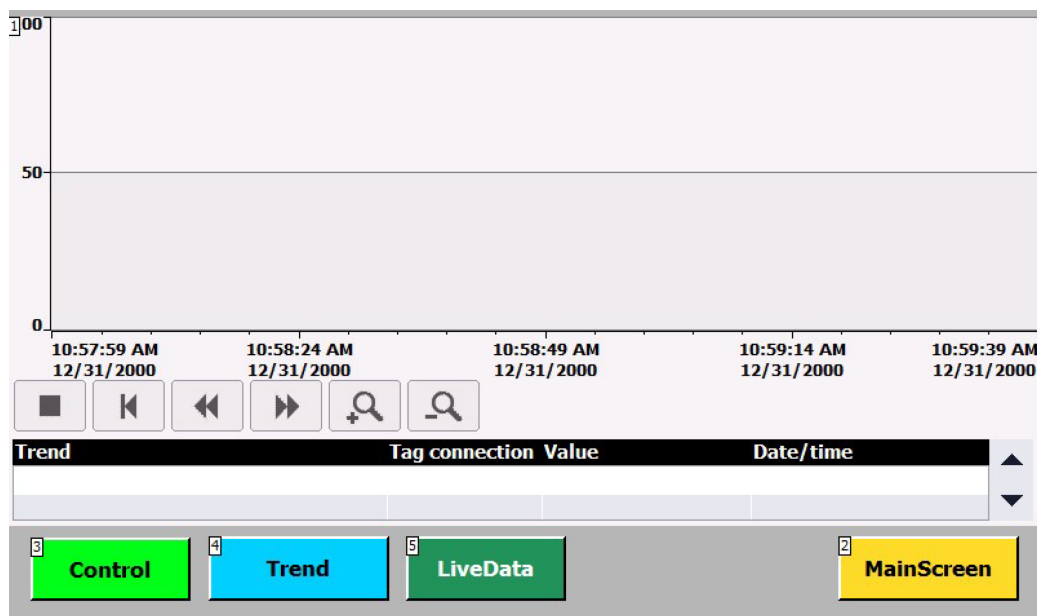 1
100
50
0
10:57:59 AM 10:58:24 AM 10:58:49 AM 10:59:14 AM 10:59:39 AM
12/31/2000 12/31/2000 12/31/2000 12/31/2000 12/31/2000
Trend Tag connection Value Date/time
3 4 5 2
Control Trend LiveData MainScreen